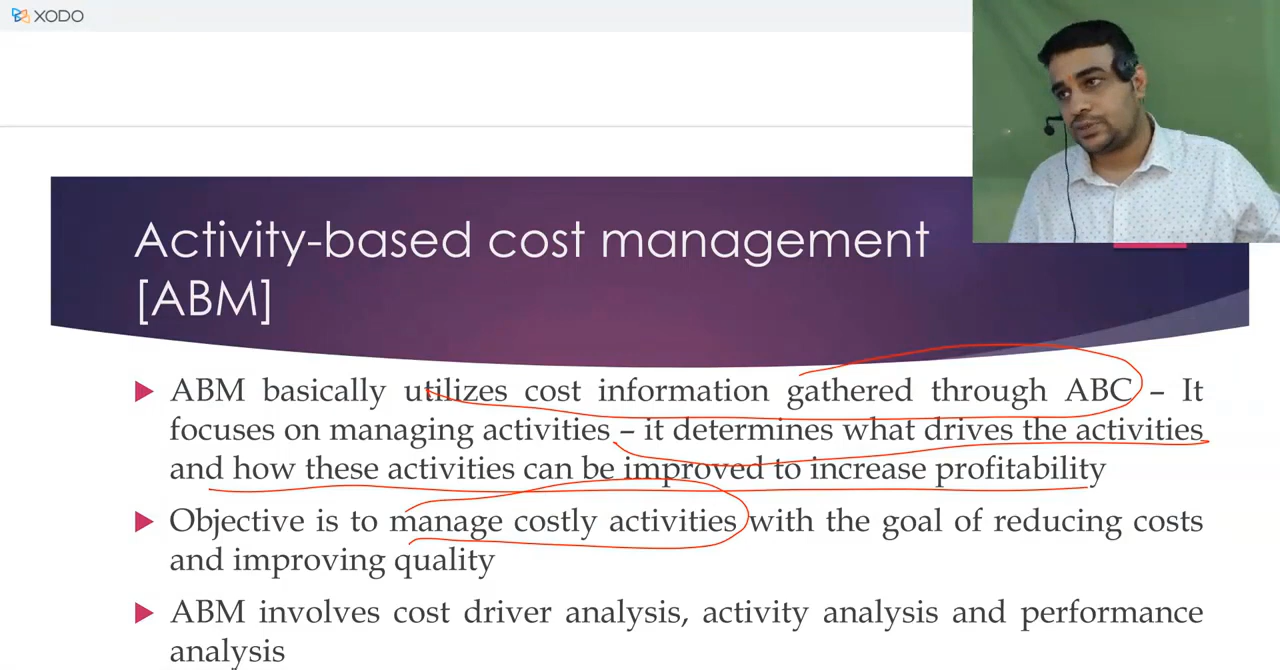 XODO
Activity-based cost management
[ABM]
ABM basically utilizes cost information gathered through ABC – It
focuses on managing activities – it determines what drives the activities
and how these activities can be improved to increase profitability
Objective is to manage costly activities with the goal of reducing costs
and improving quality
ABM involves cost driver analysis, activity analysis and performance
analysis